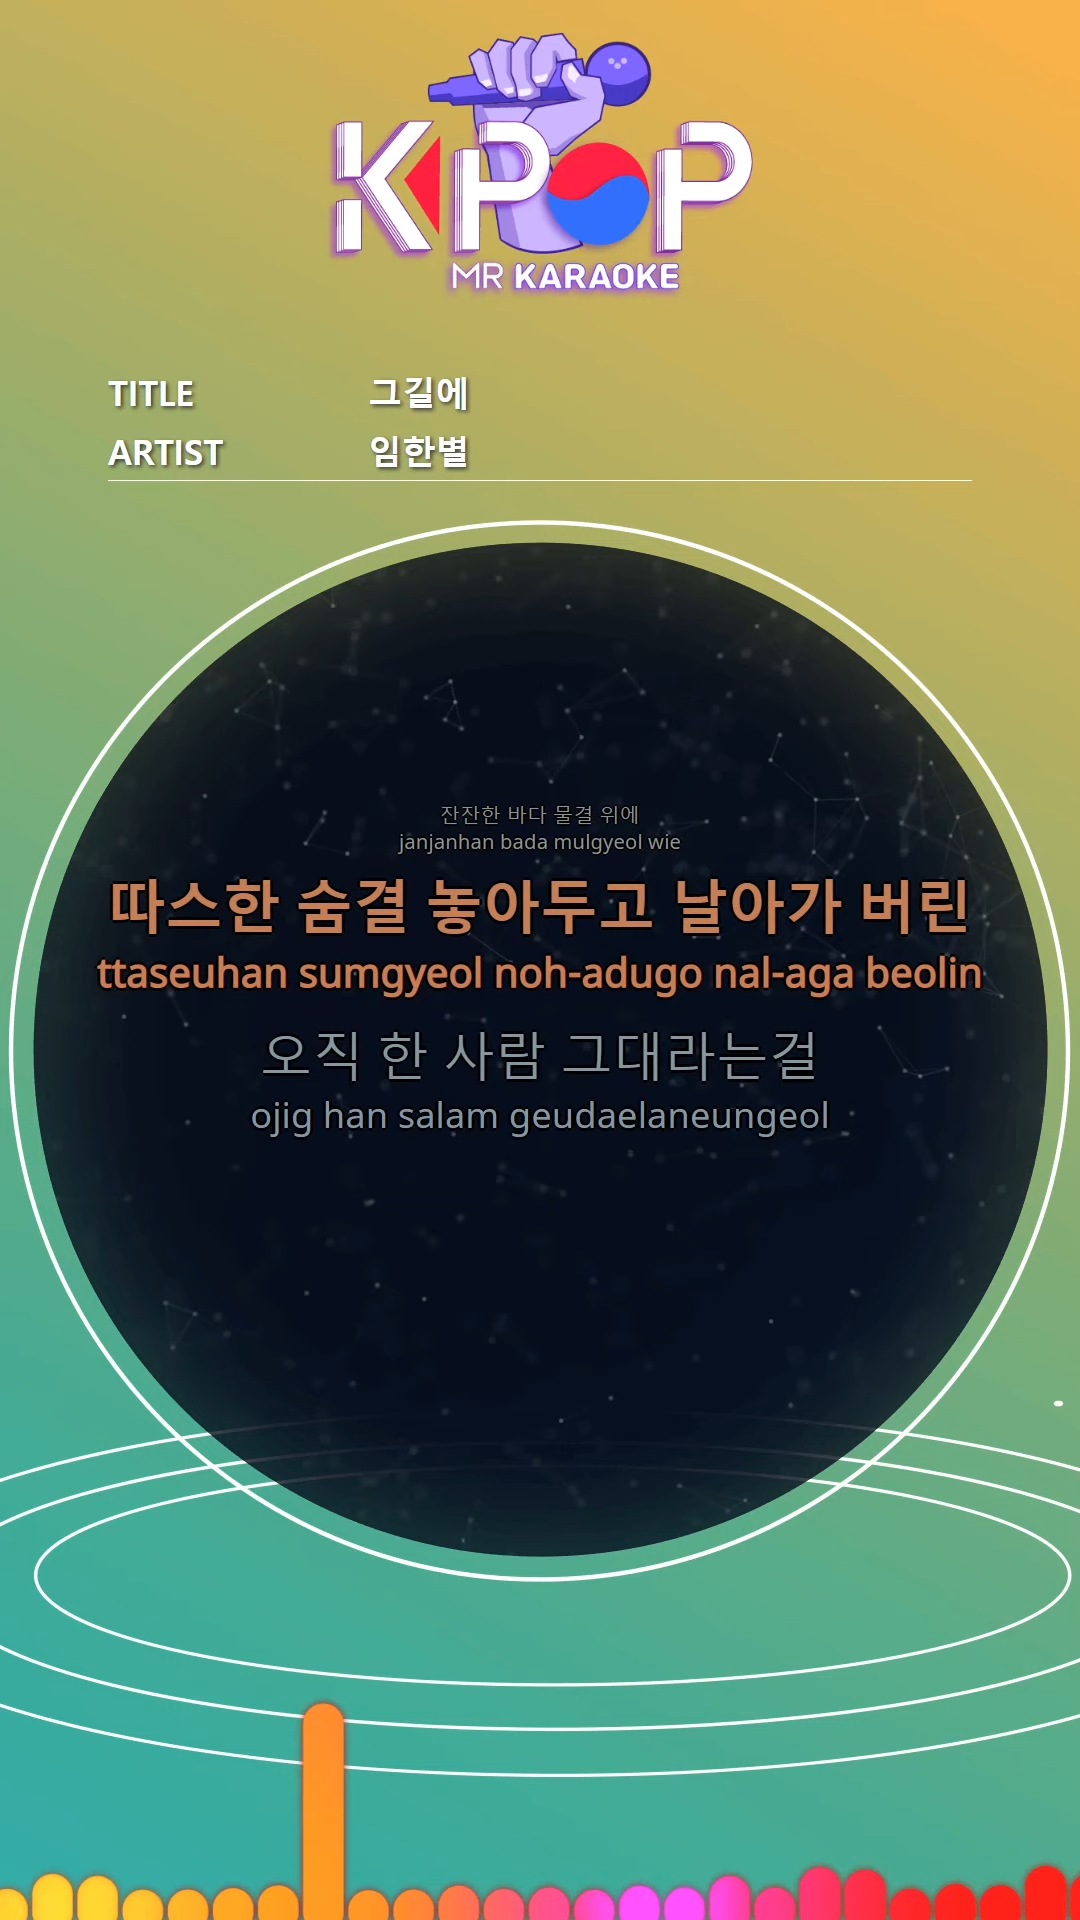 KPOP
MR KARAOKE
TITLE 그길에
ARTIST 임한별
잔잔한 바다 물결 위에
janjanhan bada mulgyeol wie
따스한 숨결 놓아두고 날아가 버린
ttaseuhan sumgyeol noh-adugo nal-aga beolin
오직 한 사람 그대라는걸
ojig han salam geudaelaneungeol